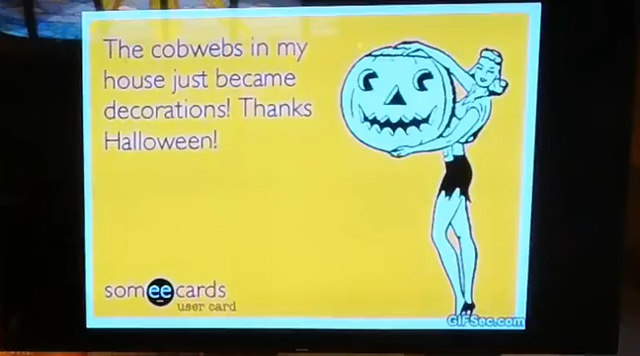 The cobwebs in my
house just became
decorations! Thanks
Halloween!
someecards
user card
GIFSec.com